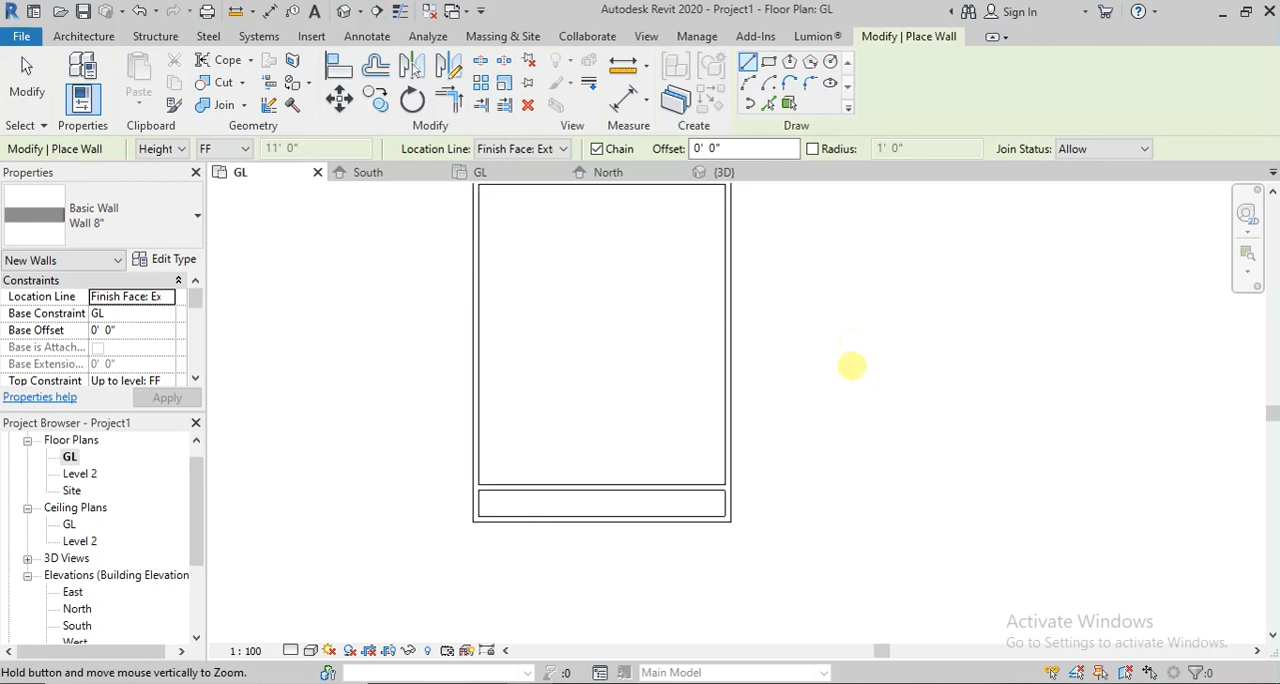 Autodesk Revit 2020 - Project1 - Floor Plan: GL
Sign In
File Architecture Structure Steel Systems Insert Annotate Analyze Massing & Site Collaborate View Manage Add-Ins Lumion® Modify | Place Wall
Modify Paste Cope Cut Join
Select Properties Clipboard Geometry Modify View Measure Create Draw
Modify | Place Wall Height FF 11' 0" Location Line: Finish Face: Ext Chain Offset: 0' 0" Radius: 1' 0" Join Status: Allow
Properties
GL South GL North {3D}
Basic Wall
Wall 8"
New Walls Edit Type
Constraints
Location Line Finish Face: Ex
Base Constraint GL
Base Offset 0' 0"
Base is Attach...
Base Extensio... 0' 0"
Top Constraint Up to level: FF
Properties help Apply
Project Browser - Project1
Floor Plans
GL
Level 2
Site
Ceiling Plans
GL
Level 2
3D Views
Elevations (Building Elevation
East
North
South
West
2D
Activate Windows
Go to Settings to activate Windows.
1 : 100
Hold button and move mouse vertically to Zoom. :0 Main Model :0